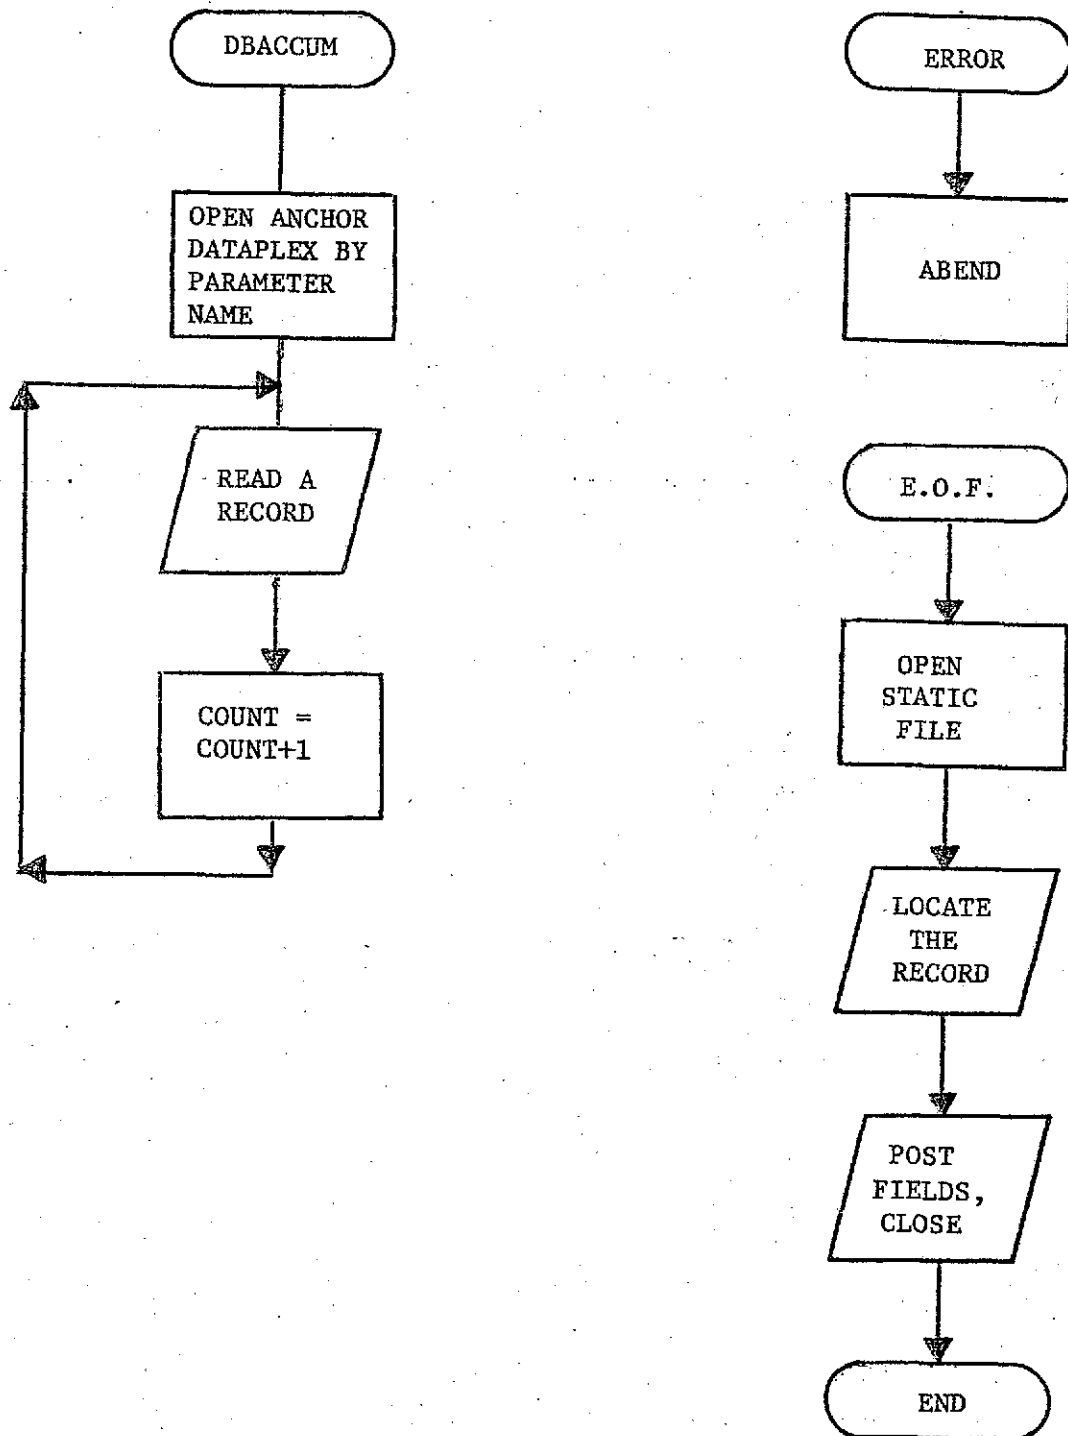 DBACCUM
OPEN ANCHOR
DATAPLEX BY
PARAMETER
NAME
READ A
RECORD
COUNT =
COUNT+1
ERROR
ABEND
E.O.F.
OPEN
STATIC
FILE
LOCATE
THE
RECORD
POST
FIELDS,
CLOSE
END